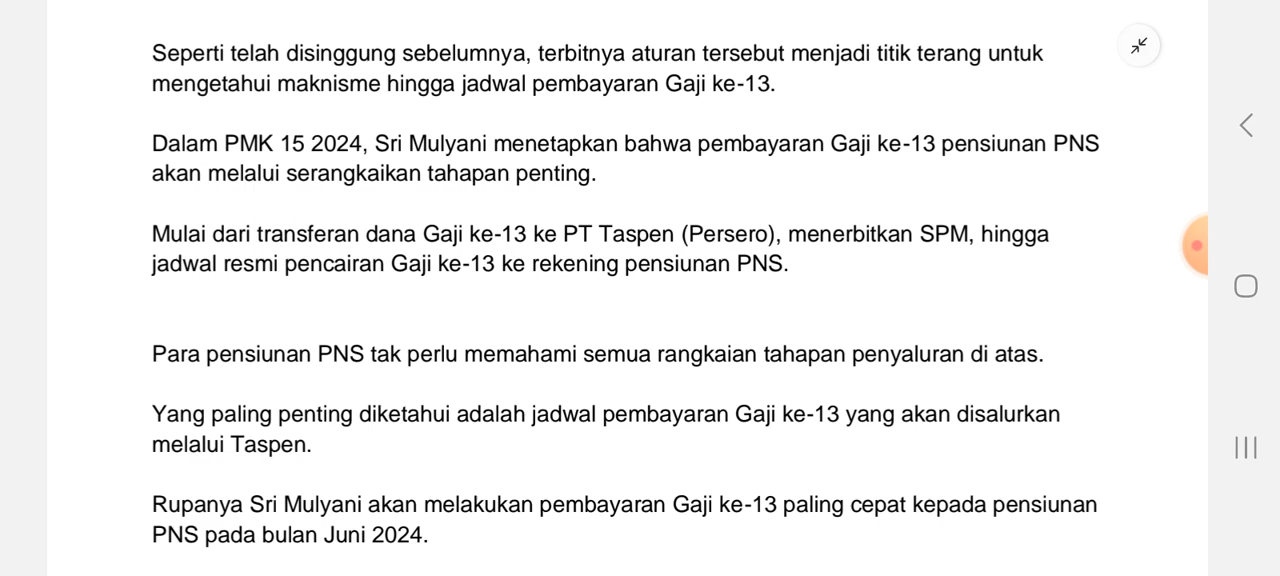 Seperti telah disinggung sebelumnya, terbitnya aturan tersebut menjadi titik terang untuk
mengetahui maknisme hingga jadwal pembayaran Gaji ke-13.
Dalam PMK 15 2024, Sri Mulyani menetapkan bahwa pembayaran Gaji ke-13 pensiunan PNS
akan melalui serangkaikan tahapan penting.
Mulai dari transferan dana Gaji ke-13 ke PT Taspen (Persero), menerbitkan SPM, hingga
jadwal resmi pencairan Gaji ke-13 ke rekening pensiunan PNS.
Para pensiunan PNS tak perlu memahami semua rangkaian tahapan penyaluran di atas.
Yang paling penting diketahui adalah jadwal pembayaran Gaji ke-13 yang akan disalurkan
melalui Taspen.
Rupanya Sri Mulyani akan melakukan pembayaran Gaji ke-13 paling cepat kepada pensiunan
PNS pada bulan Juni 2024.